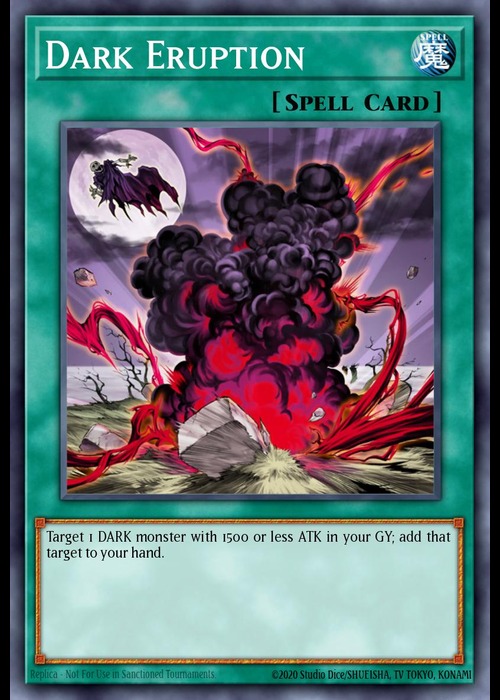 DARK ERUPTION
SPELL
魔
[SPELL CARD]
Target 1 DARK monster with 1500 or less ATK in your GY; add that
target to your hand.
Replica - Not For Use in Sanctioned Tournaments
©2020 Studio Dice/SHUEISHA, TV TOKYO, KONAMI